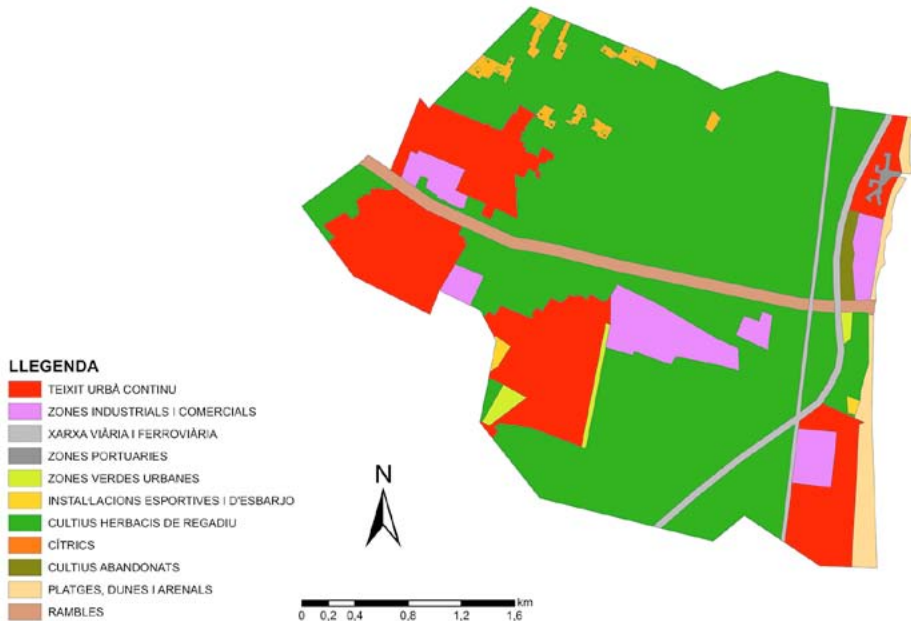 LLEGENDA
TEIXIT URBÀ CONTINU
ZONES INDUSTRIALS I COMERCIALS
XARXA VIÀRIA I FERROVIÀRIA
ZONES PORTUARIES
ZONES VERDES URBANES
INSTAL·LACIONS ESPORTIVES I D'ESBARJO
CULTIUS HERBACIS DE REGADIU
CÍTRICS
CULTIUS ABANDONATS
PLATGES, DUNES I ARENALS
RAMBLES
N
km
0 0,2 0,4 0,8 1,2 1,6